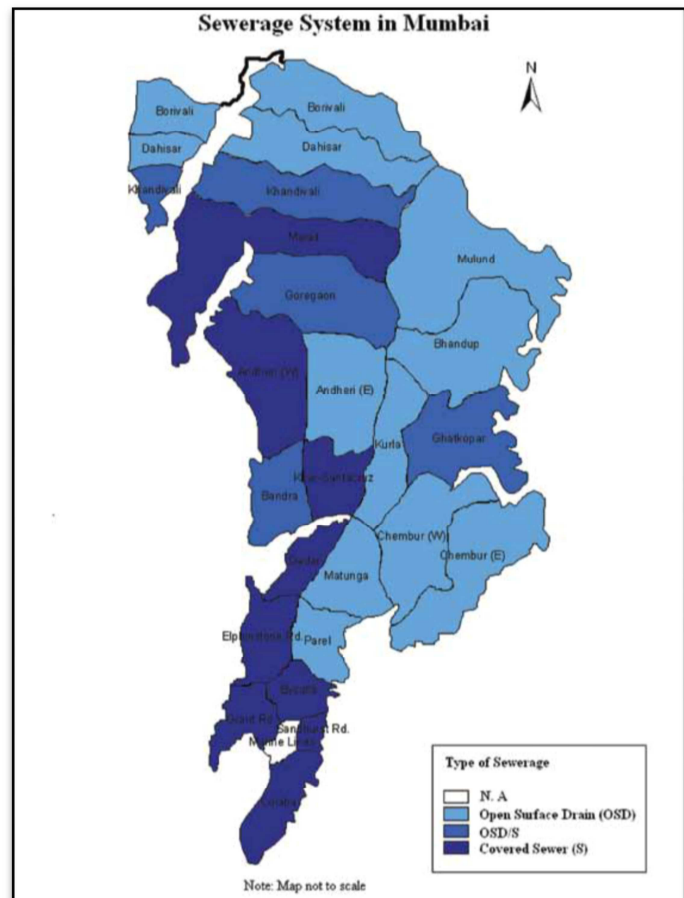 Sewerage System in Mumbai
N
Borivali
Borivali
Dahisar
Dahisar
Khandivali
Khandivali
Malad
Mulund
Goregaon
Bhandup
Andheri (W)
Andheri (E)
Kurla
Ghatkopar
Khar-Santacruz
Bandra
Chembur (W)
Chembur (E)
Dadar
Matunga
Elphinstone Rd.
Parel
Byculla
Grant Rd.
Sandhurst Rd.
Marine Lines
Colaba
Type of Sewerage
N. A
Open Surface Drain (OSD)
OSD/S
Covered Sewer (S)
Note: Map not to scale